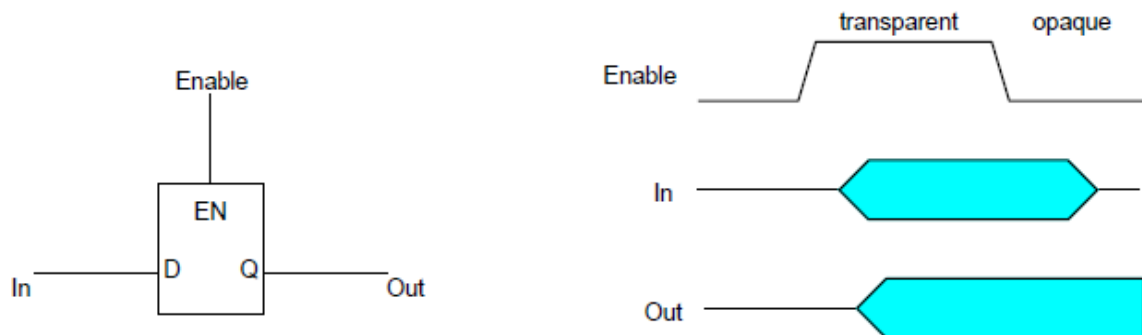 Enable
EN
D Q
In
Out
transparent opaque
Enable
In
Out